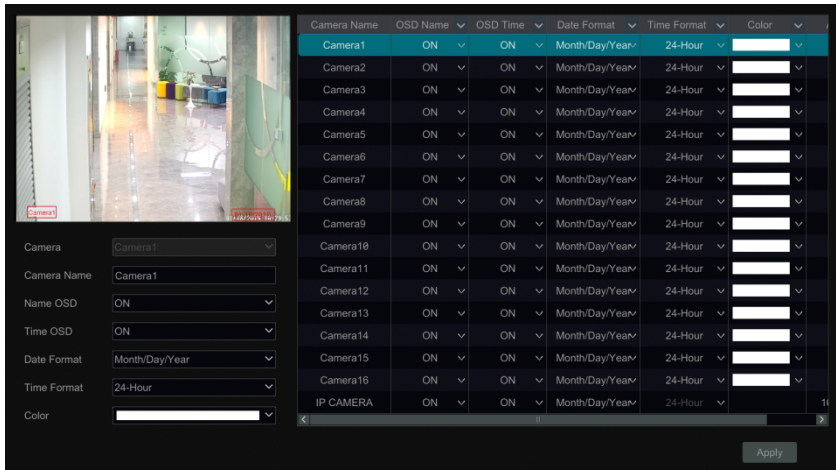 Camera1
Camera Camera1
Camera Name Camera1
Name OSD ON
Time OSD ON
Date Format Month/Day/Year
Time Format 24-Hour
Color
Camera Name OSD Name OSD Time Date Format Time Format Color
Camera1 ON ON Month/Day/Year 24-Hour
Camera2 ON ON Month/Day/Year 24-Hour
Camera3 ON ON Month/Day/Year 24-Hour
Camera4 ON ON Month/Day/Year 24-Hour
Camera5 ON ON Month/Day/Year 24-Hour
Camera6 ON ON Month/Day/Year 24-Hour
Camera7 ON ON Month/Day/Year 24-Hour
Camera8 ON ON Month/Day/Year 24-Hour
Camera9 ON ON Month/Day/Year 24-Hour
Camera10 ON ON Month/Day/Year 24-Hour
Camera11 ON ON Month/Day/Year 24-Hour
Camera12 ON ON Month/Day/Year 24-Hour
Camera13 ON ON Month/Day/Year 24-Hour
Camera14 ON ON Month/Day/Year 24-Hour
Camera15 ON ON Month/Day/Year 24-Hour
Camera16 ON ON Month/Day/Year 24-Hour
IP CAMERA ON ON Month/Day/Year 24-Hour
Apply